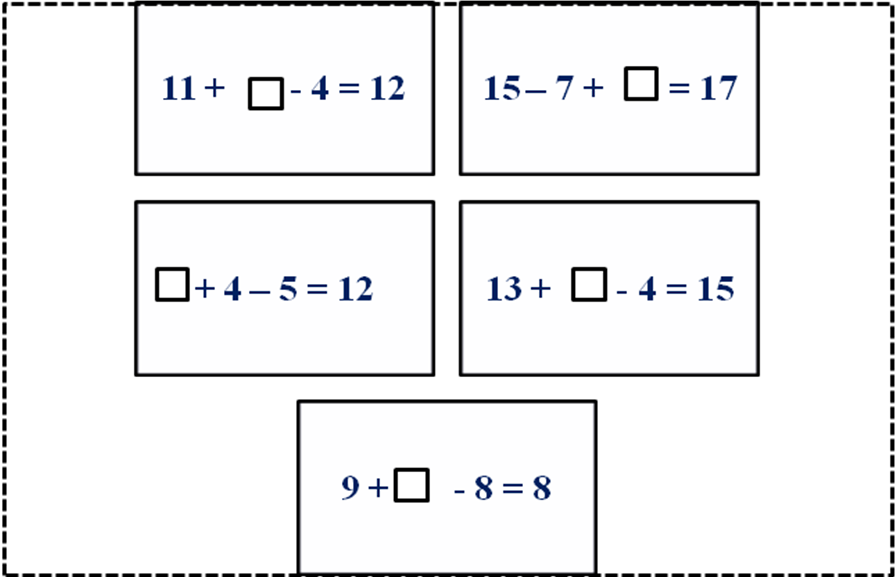 11 + □ - 4 = 12
15 – 7 + □ = 17
□ + 4 – 5 = 12
13 + □ - 4 = 15
9 + □ - 8 = 8